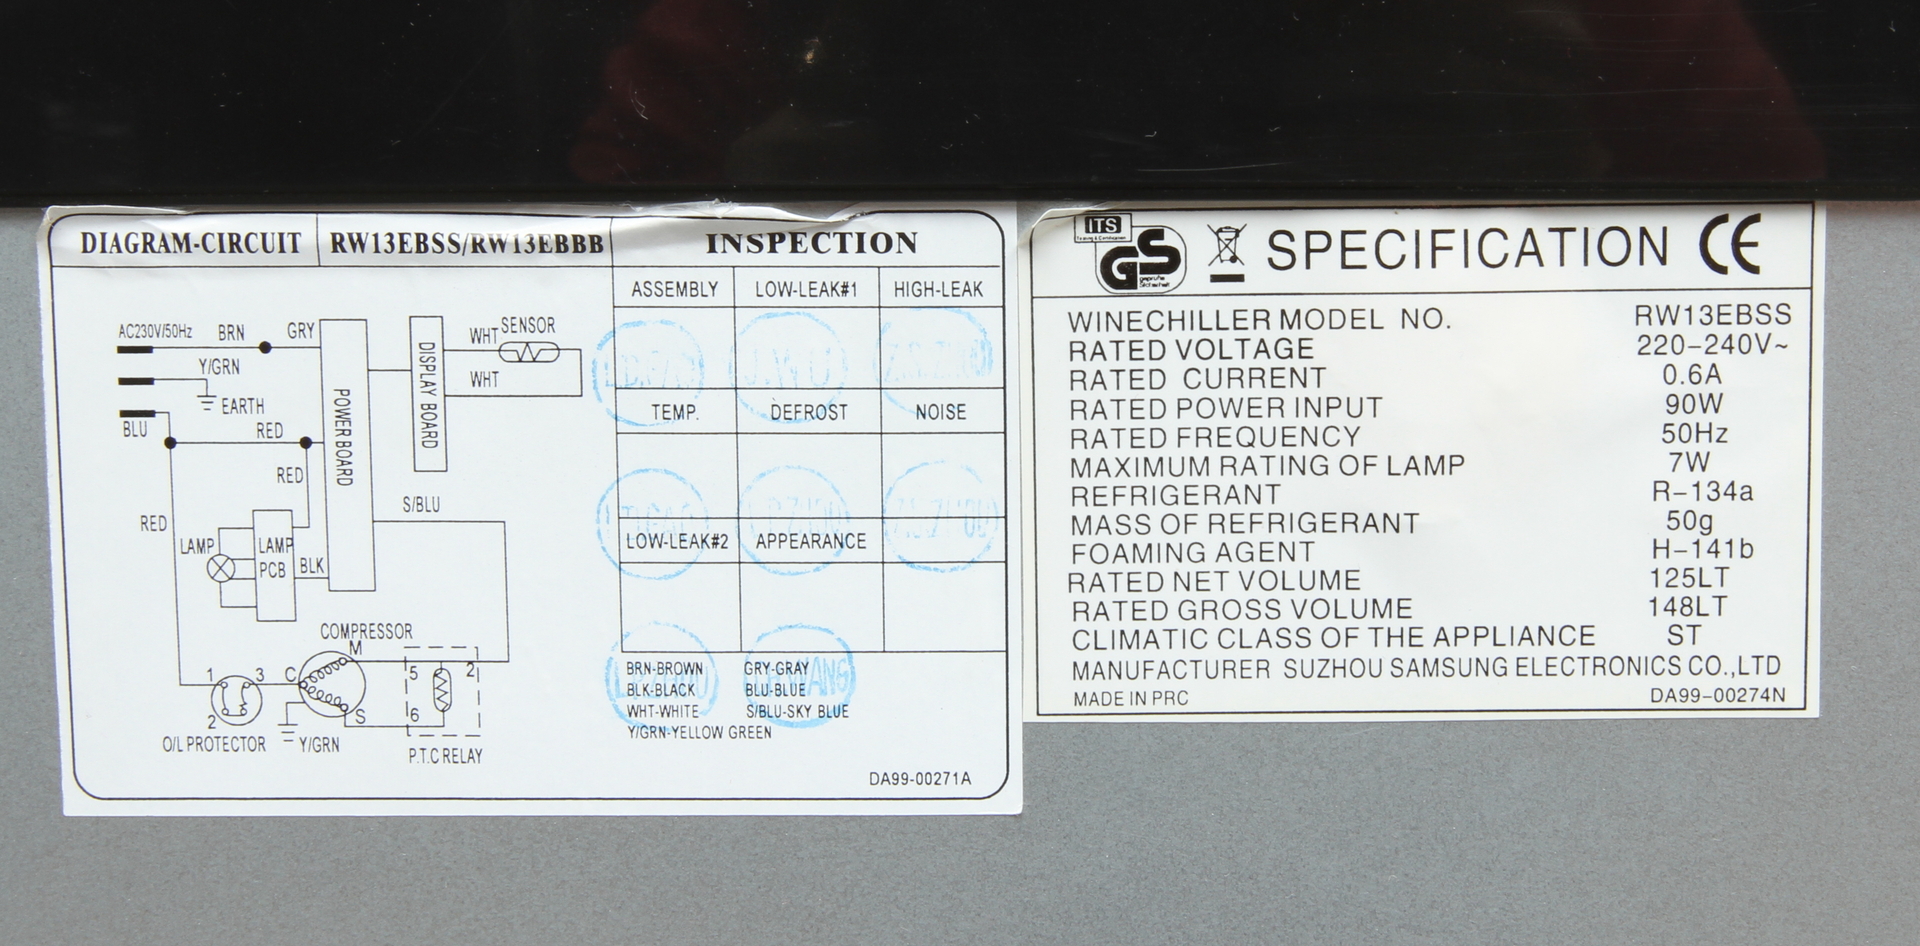 DIAGRAM-CIRCUIT RW13EBSS/RW13EBBB INSPECTION
ASSEMBLY LOW-LEAK#1 HIGH-LEAK
AC230V/50Hz BRN GRY
WHT SENSOR
Y/GRN
WHT
EARTH
BLU RED
POWER BOARD
DISPLAY BOARD
J.WU
TEMP. DEFROST NOISE
RED
S/BLU
RED
LAMP LAMP PCB BLK
LOW-LEAK#2 APPEARANCE
COMPRESSOR
M
1 3 C 5 2
2 S 6
O/L PROTECTOR Y/GRN P.T.C RELAY
BRN-BROWN GRY-GRAY
BLK-BLACK BLU-BLUE
WHT-WHITE S/BLU-SKY BLUE
Y/GRN-YELLOW GREEN
WANG
DA99-00271A
ITS
GS
geprüfte
Sicherheit
SPECIFICATION CE
WINECHILLER MODEL NO. RW13EBSS
RATED VOLTAGE 220-240V~
RATED CURRENT 0.6A
RATED POWER INPUT 90W
RATED FREQUENCY 50Hz
MAXIMUM RATING OF LAMP 7W
REFRIGERANT R-134a
MASS OF REFRIGERANT 50g
FOAMING AGENT H-141b
RATED NET VOLUME 125LT
RATED GROSS VOLUME 148LT
CLIMATIC CLASS OF THE APPLIANCE ST
MANUFACTURER SUZHOU SAMSUNG ELECTRONICS CO.,LTD
MADE IN PRC DA99-00274N